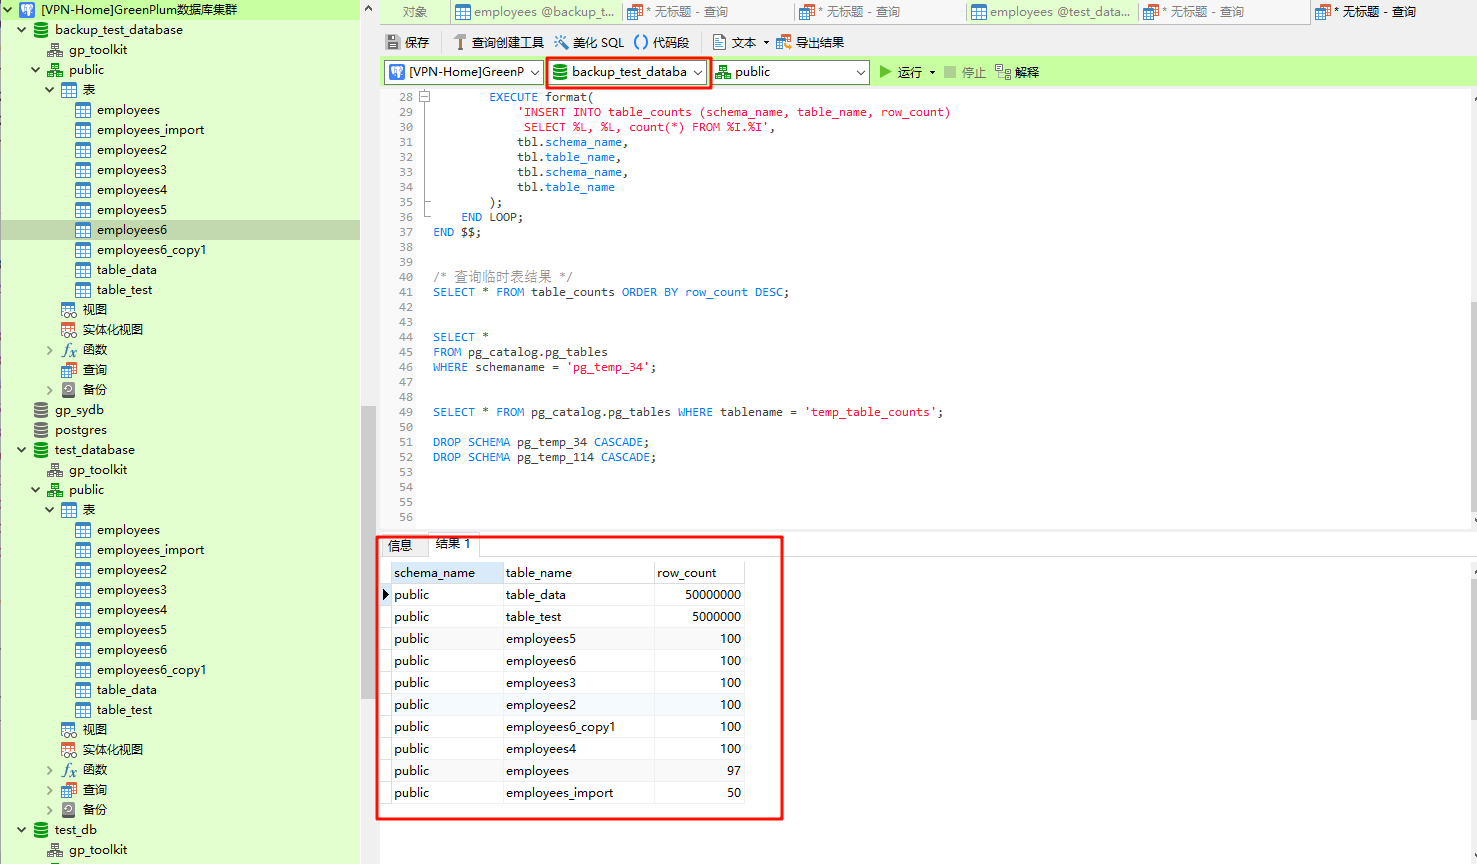 [VPN-Home]GreenPlum数据库集群
backup_test_database
gp_toolkit
public
表
employees
employees_import
employees2
employees3
employees4
employees5
employees6
employees6_copy1
table_data
table_test
视图
实体化视图
函数
查询
备份
gp_sydb
postgres
test_database
gp_toolkit
public
表
employees
employees_import
employees2
employees3
employees4
employees5
employees6
employees6_copy1
table_data
table_test
视图
实体化视图
函数
查询
备份
test_db
gp_toolkit
对象 employees @backup_t... * 无标题 - 查询 * 无标题 - 查询 employees @test_data... * 无标题 - 查询 * 无标题 - 查询
保存 查询创建工具 美化 SQL () 代码段 文本 导出结果
[VPN-Home]GreenP backup_test_databa public 运行 停止 解释
28 EXECUTE format(
29 'INSERT INTO table_counts (schema_name, table_name, row_count)
30 SELECT %L, %L, count(*) FROM %I.%I',
31 tbl.schema_name,
32 tbl.table_name,
33 tbl.schema_name,
34 tbl.table_name
35 );
36 END LOOP;
37 END $$;
38
39
40 /* 查询临时表结果 */
41 SELECT * FROM table_counts ORDER BY row_count DESC;
42
43
44 SELECT *
45 FROM pg_catalog.pg_tables
46 WHERE schemaname = 'pg_temp_34';
47
48
49 SELECT * FROM pg_catalog.pg_tables WHERE tablename = 'temp_table_counts';
50
51 DROP SCHEMA pg_temp_34 CASCADE;
52 DROP SCHEMA pg_temp_114 CASCADE;
53
54
55
56
信息 结果 1
schema_name table_name row_count
public table_data 50000000
public table_test 5000000
public employees5 100
public employees6 100
public employees3 100
public employees2 100
public employees6_copy1 100
public employees4 100
public employees 97
public employees_import 50